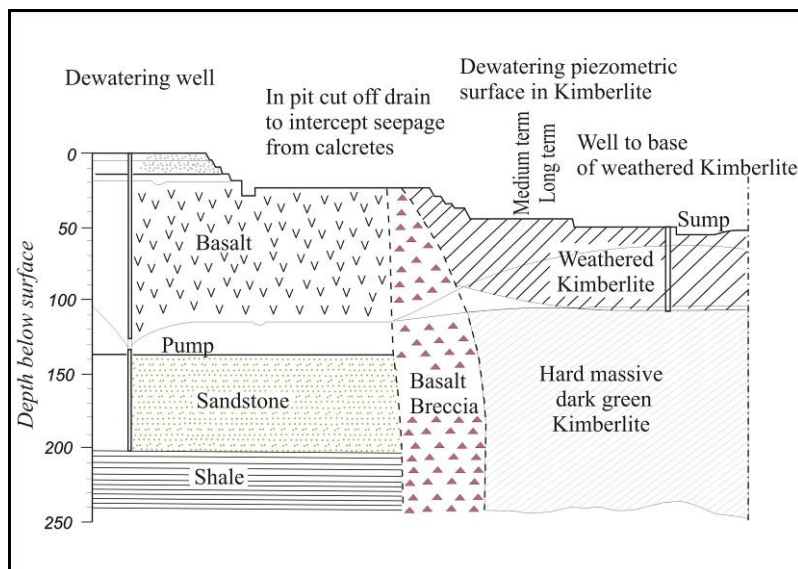 Dewatering well
In pit cut off drain
to intercept seepage
from calcretes
Dewatering piezometric
surface in Kimberlite
Medium term
Long term
Well to base
of weathered Kimberlite
Depth below surface
0
50
100
150
200
250
Basalt
Sump
Weathered
Kimberlite
Pump
Sandstone
Basalt
Breccia
Hard massive
dark green
Kimberlite
Shale